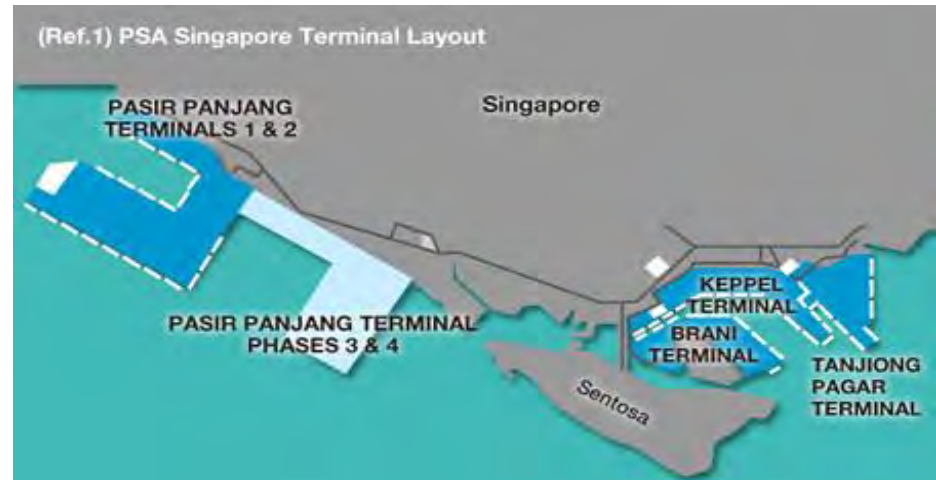 (Ref.1) PSA Singapore Terminal Layout
PASIR PANJANG
TERMINALS 1 & 2
Singapore
PASIR PANJANG TERMINAL
PHASES 3 & 4
KEPPEL
TERMINAL
BRANI
TERMINAL
TANJIONG
PAGAR
TERMINAL
Sentosa